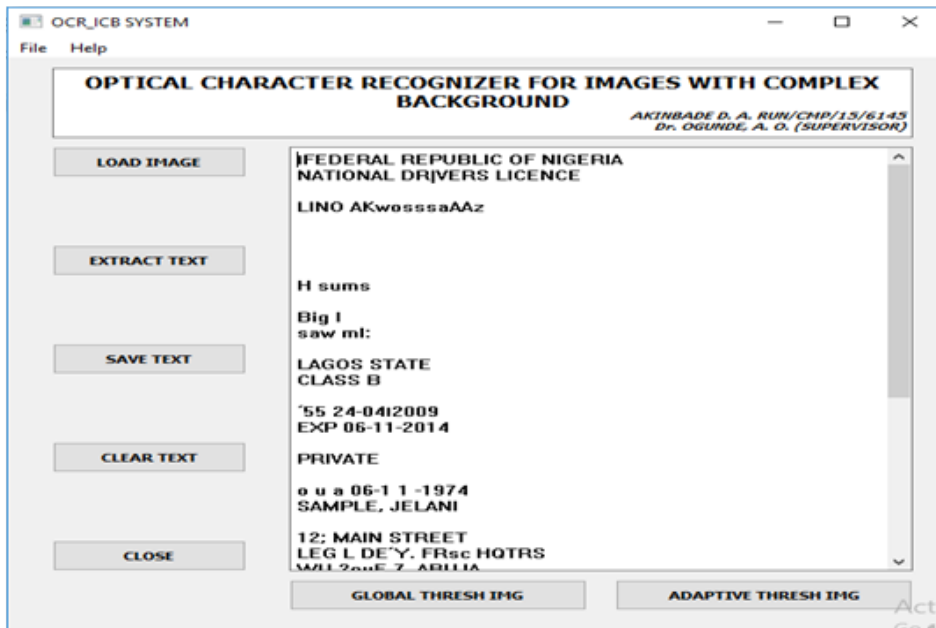 OCR_ICB SYSTEM
File Help
OPTICAL CHARACTER RECOGNIZER FOR IMAGES WITH COMPLEX
BACKGROUND
AKINBADE D. A. RUN/CMP/15/6145
Dr. OGUNDE, A. O. (SUPERVISOR)
LOAD IMAGE
EXTRACT TEXT
SAVE TEXT
CLEAR TEXT
CLOSE
IFEDERAL REPUBLIC OF NIGERIA
NATIONAL DR|VERS LICENCE
LINO AKwosssaAAz
H sums
Big I
saw ml:
LAGOS STATE
CLASS B
´55 24-04I2009
EXP 06-11-2014
PRIVATE
o u a 06-1 1 -1974
SAMPLE, JELANI
12; MAIN STREET
LEG L DE´Y. FRsc HQTRS
GLOBAL THRESH IMG
ADAPTIVE THRESH IMG